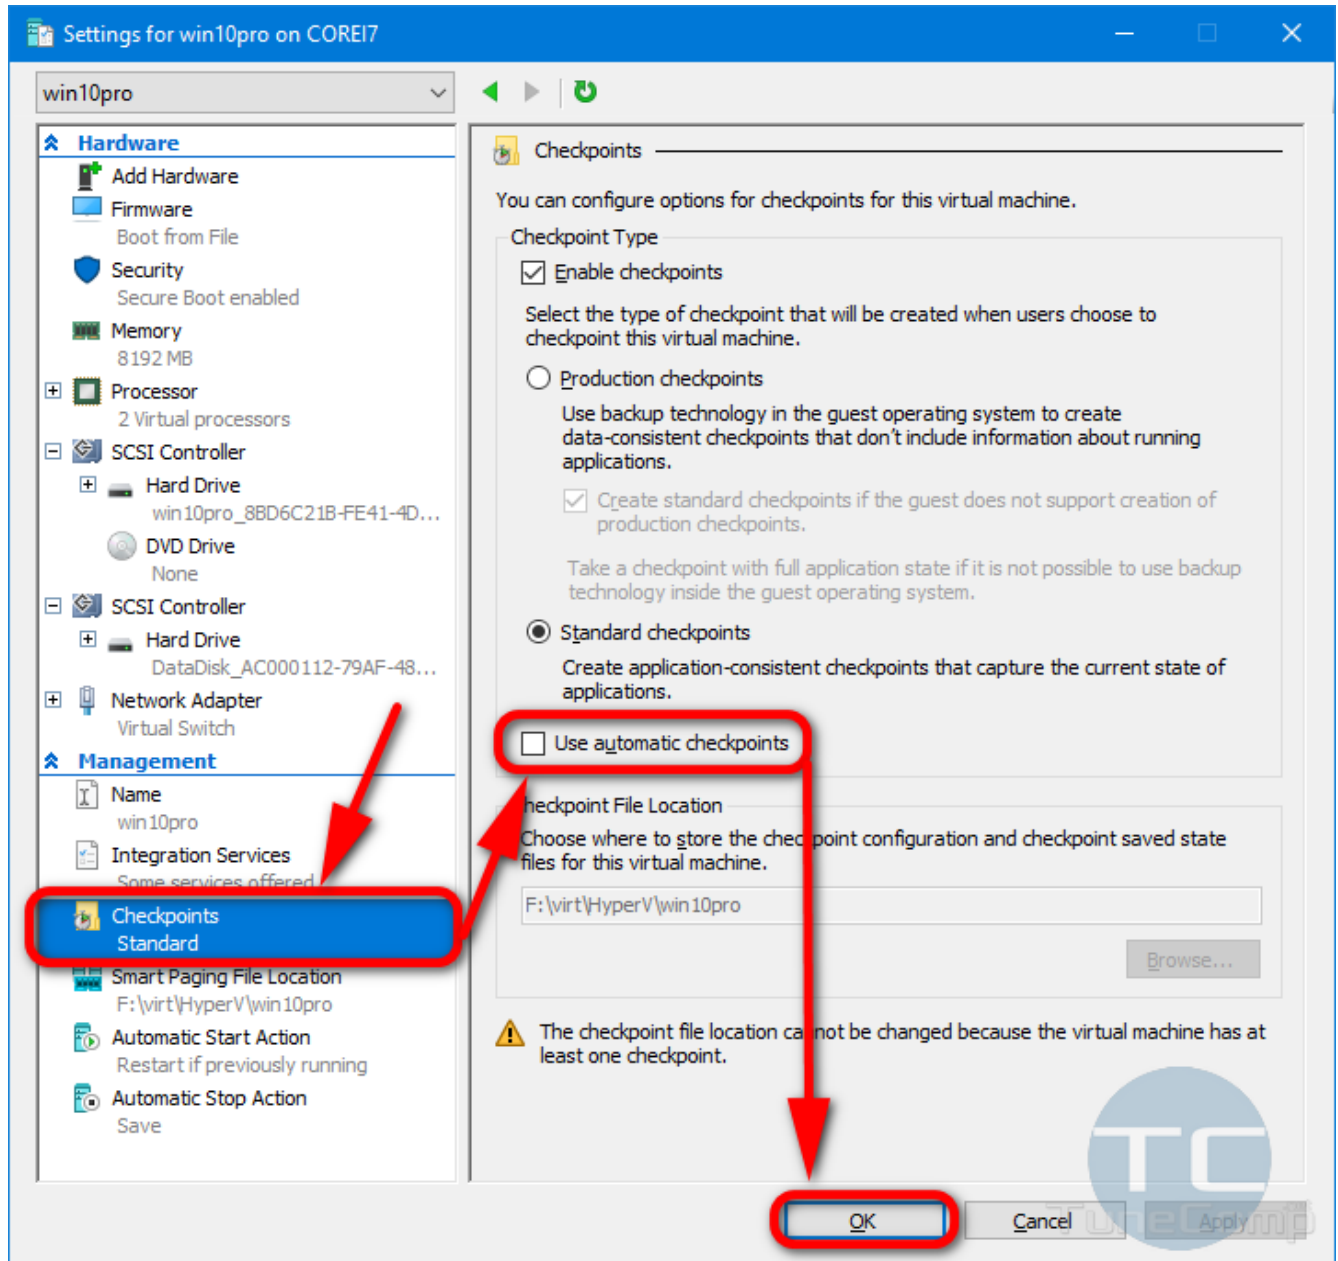 Settings for win10pro on COREI7
win10pro
Hardware
Add Hardware
Firmware
Boot from File
Security
Secure Boot enabled
Memory
8192 MB
Processor
2 Virtual processors
SCSI Controller
Hard Drive
win10pro_8BD6C21B-FE41-4D...
DVD Drive
None
SCSI Controller
Hard Drive
DataDisk_AC000112-79AF-48...
Network Adapter
Virtual Switch
Management
Name
win10pro
Integration Services
Some services offered
Checkpoints
Standard
Smart Paging File Location
F:\virt\HyperV\win10pro
Automatic Start Action
Restart if previously running
Automatic Stop Action
Save
Checkpoints
You can configure options for checkpoints for this virtual machine.
Checkpoint Type
Enable checkpoints
Select the type of checkpoint that will be created when users choose to
checkpoint this virtual machine.
Production checkpoints
Use backup technology in the guest operating system to create
data-consistent checkpoints that don't include information about running
applications.
Create standard checkpoints if the guest does not support creation of
production checkpoints.
Take a checkpoint with full application state if it is not possible to use backup
technology inside the guest operating system.
Standard checkpoints
Create application-consistent checkpoints that capture the current state of
applications.
Use automatic checkpoints
Checkpoint File Location
Choose where to store the checkpoint configuration and checkpoint saved state
files for this virtual machine.
F:\virt\HyperV\win10pro
Browse...
The checkpoint file location cannot be changed because the virtual machine has at
least one checkpoint.
TC
TuneComp
OK
Cancel
Apply